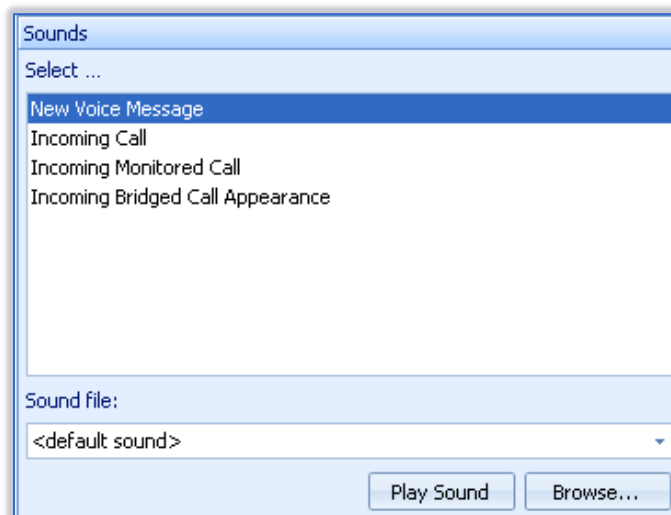 Sounds
Select ...
New Voice Message
Incoming Call
Incoming Monitored Call
Incoming Bridged Call Appearance
Sound file:
<default sound>
Play Sound Browse...